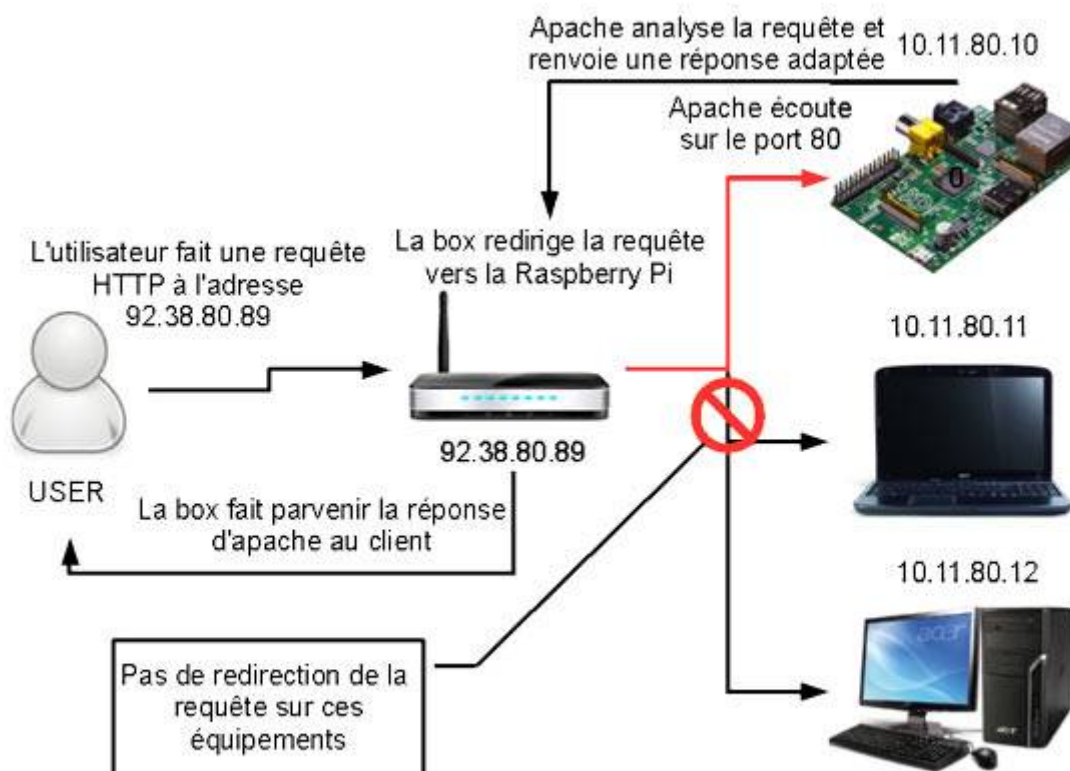 Apache analyse la requête et
renvoie une réponse adaptée
10.11.80.10
Apache écoute
sur le port 80
0
La box redirige la requête
vers la Raspberry Pi
L'utilisateur fait une requête
HTTP à l'adresse
92.38.80.89
10.11.80.11
92.38.80.89
USER
La box fait parvenir la réponse
d'apache au client
10.11.80.12
acer
acer
Pas de redirection de la
requête sur ces
équipements